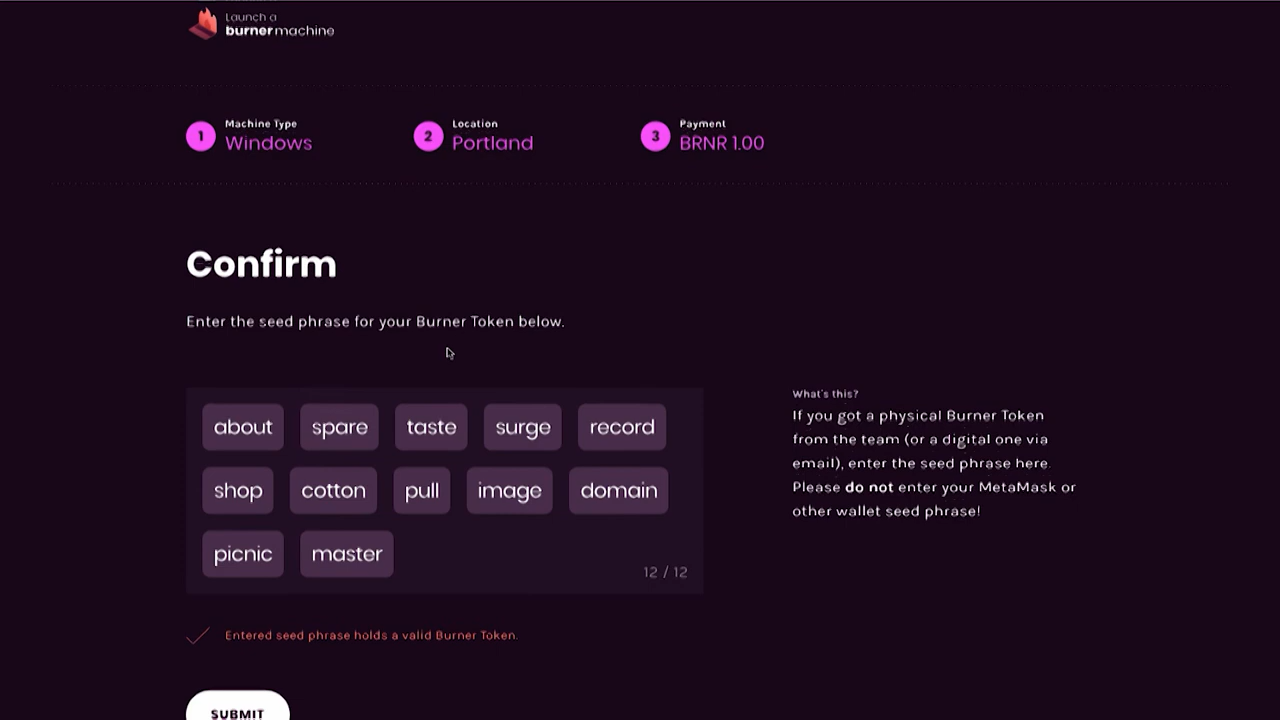 Launch a
burnermachine
1 Machine Type Windows
2 Location Portland
3 Payment BRNR 1.00
Confirm
Enter the seed phrase for your Burner Token below.
about spare taste surge record
shop cotton pull image domain
picnic master
12 / 12
What's this?
If you got a physical Burner Token
from the team (or a digital one via
email), enter the seed phrase here.
Please do not enter your MetaMask or
other wallet seed phrase!
Entered seed phrase holds a valid Burner Token.
SUBMIT